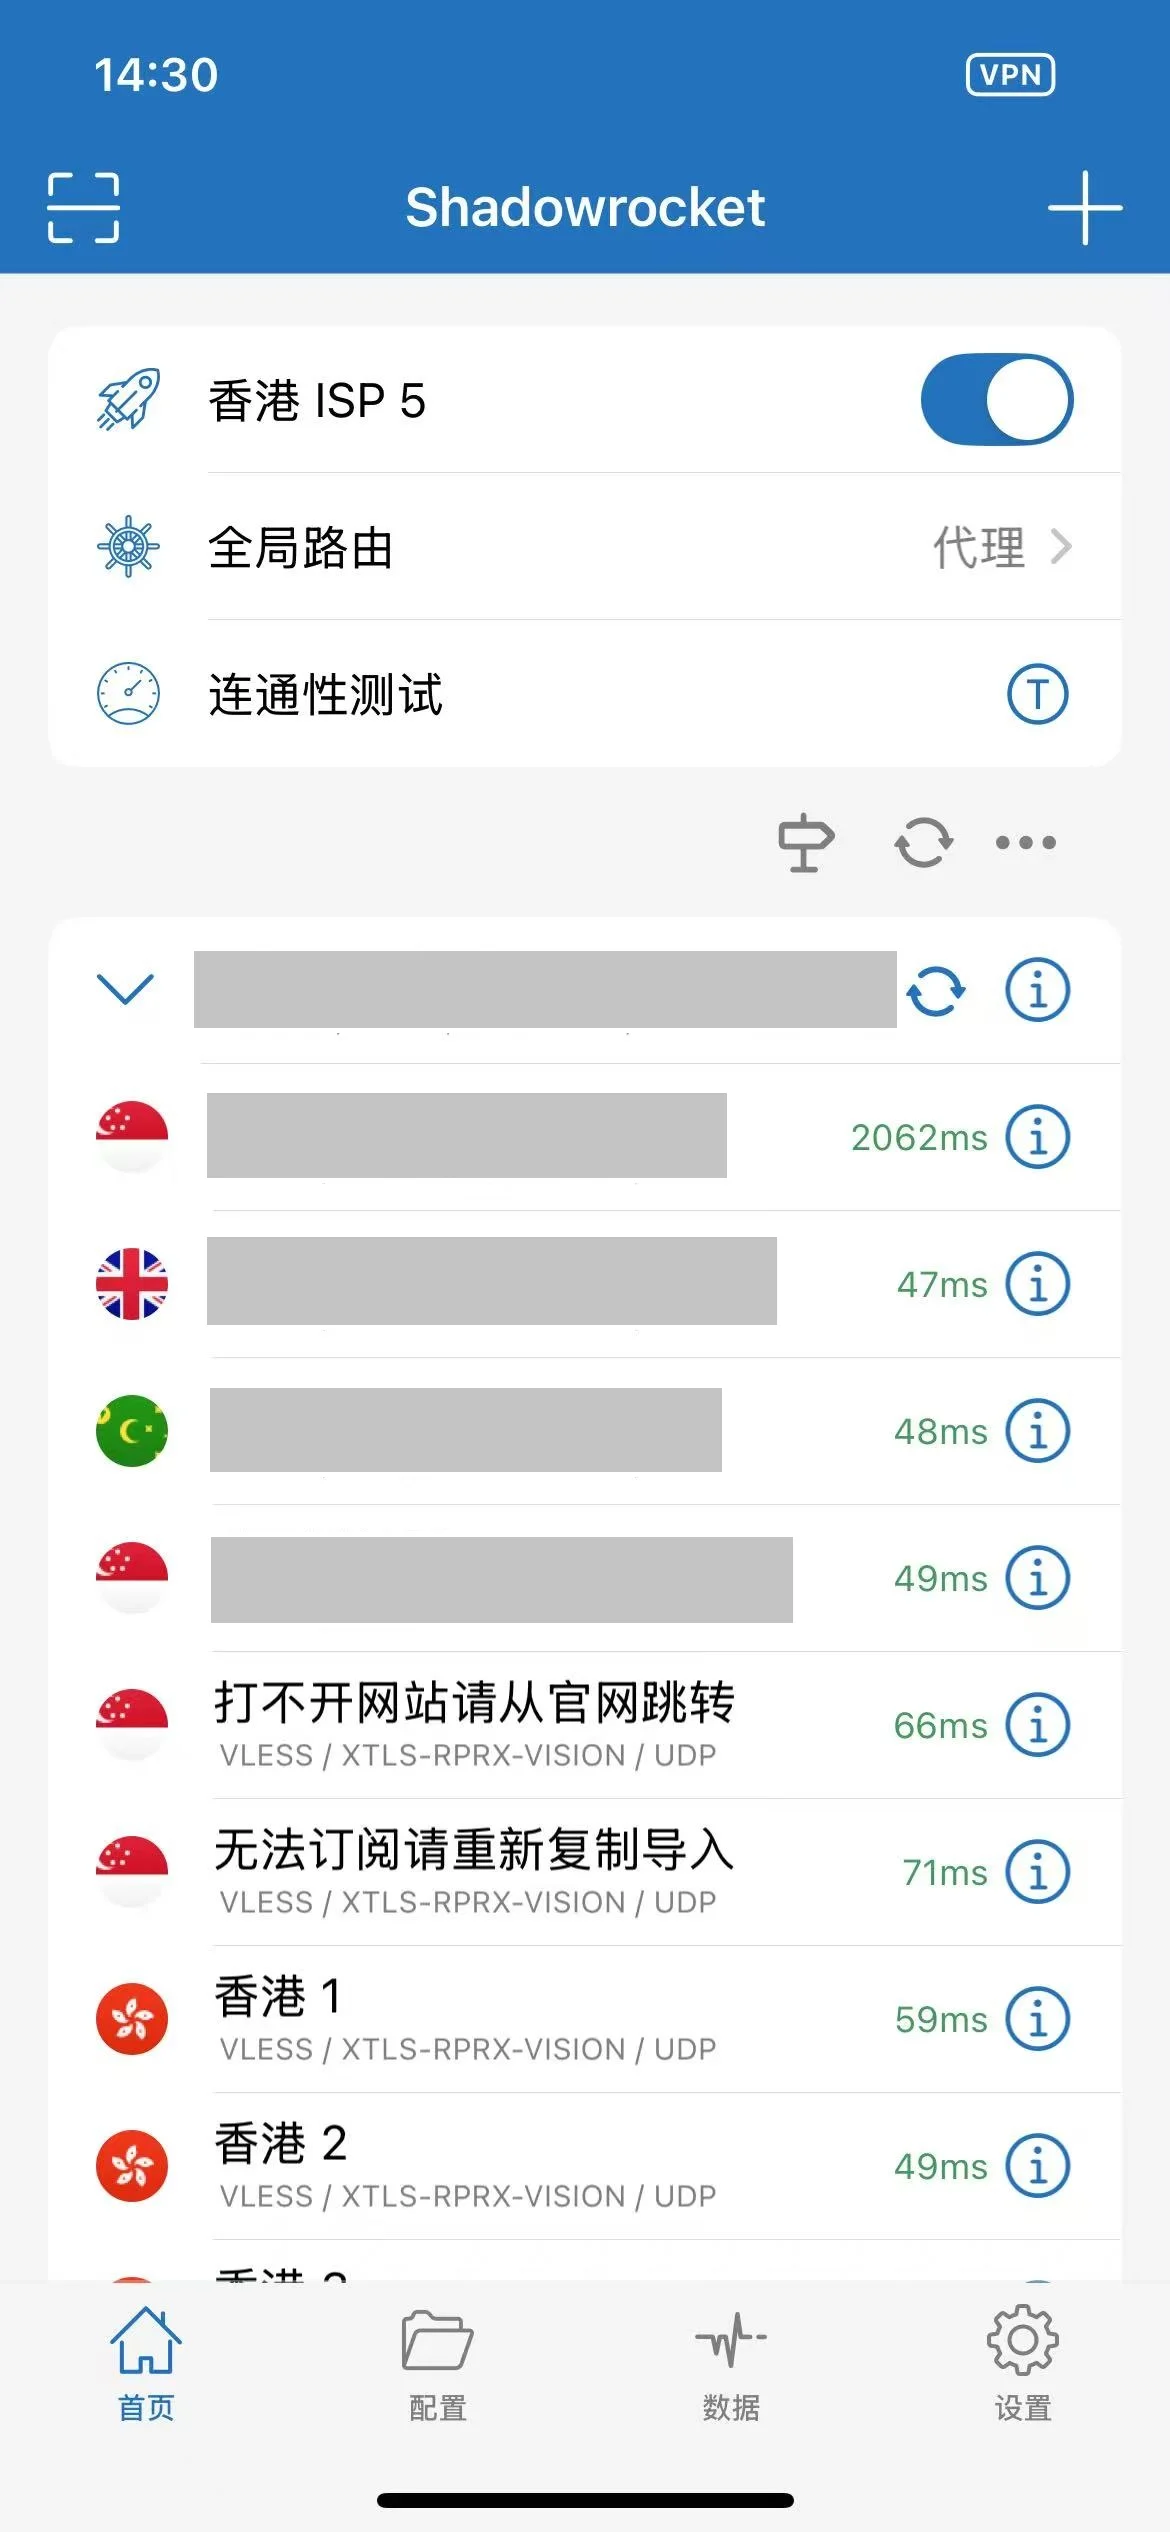 14:30
VPN
Shadowrocket
香港 ISP 5
全局路由
代理
连通性测试
T
2062ms
47ms
48ms
49ms
打不开网站请从官网跳转
VLESS / XTLS-RPRX-VISION / UDP
66ms
无法订阅请重新复制导入
VLESS / XTLS-RPRX-VISION / UDP
71ms
香港 1
VLESS / XTLS-RPRX-VISION / UDP
59ms
香港 2
VLESS / XTLS-RPRX-VISION / UDP
49ms
首页
配置
数据
设置